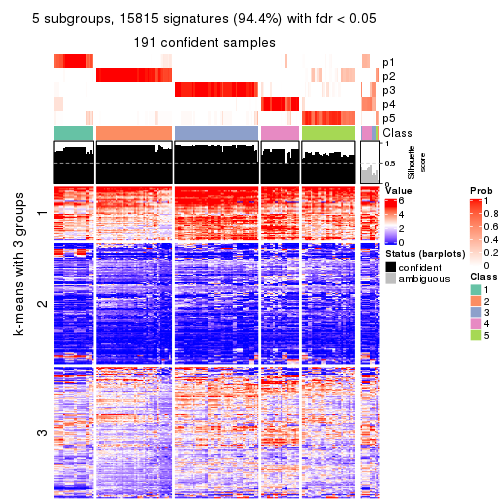 5 subgroups, 15815 signatures (94.4%) with fdr < 0.05
191 confident samples
p1
p2
p3
p4
p5
Class
1
0.5
0
Silhouette
score
k-means with 3 groups
1
2
3
Value
6
4
2
0
Status (barplots)
confident
ambiguous
Prob
1
0.8
0.6
0.4
0.2
0
Class
1
2
3
4
5